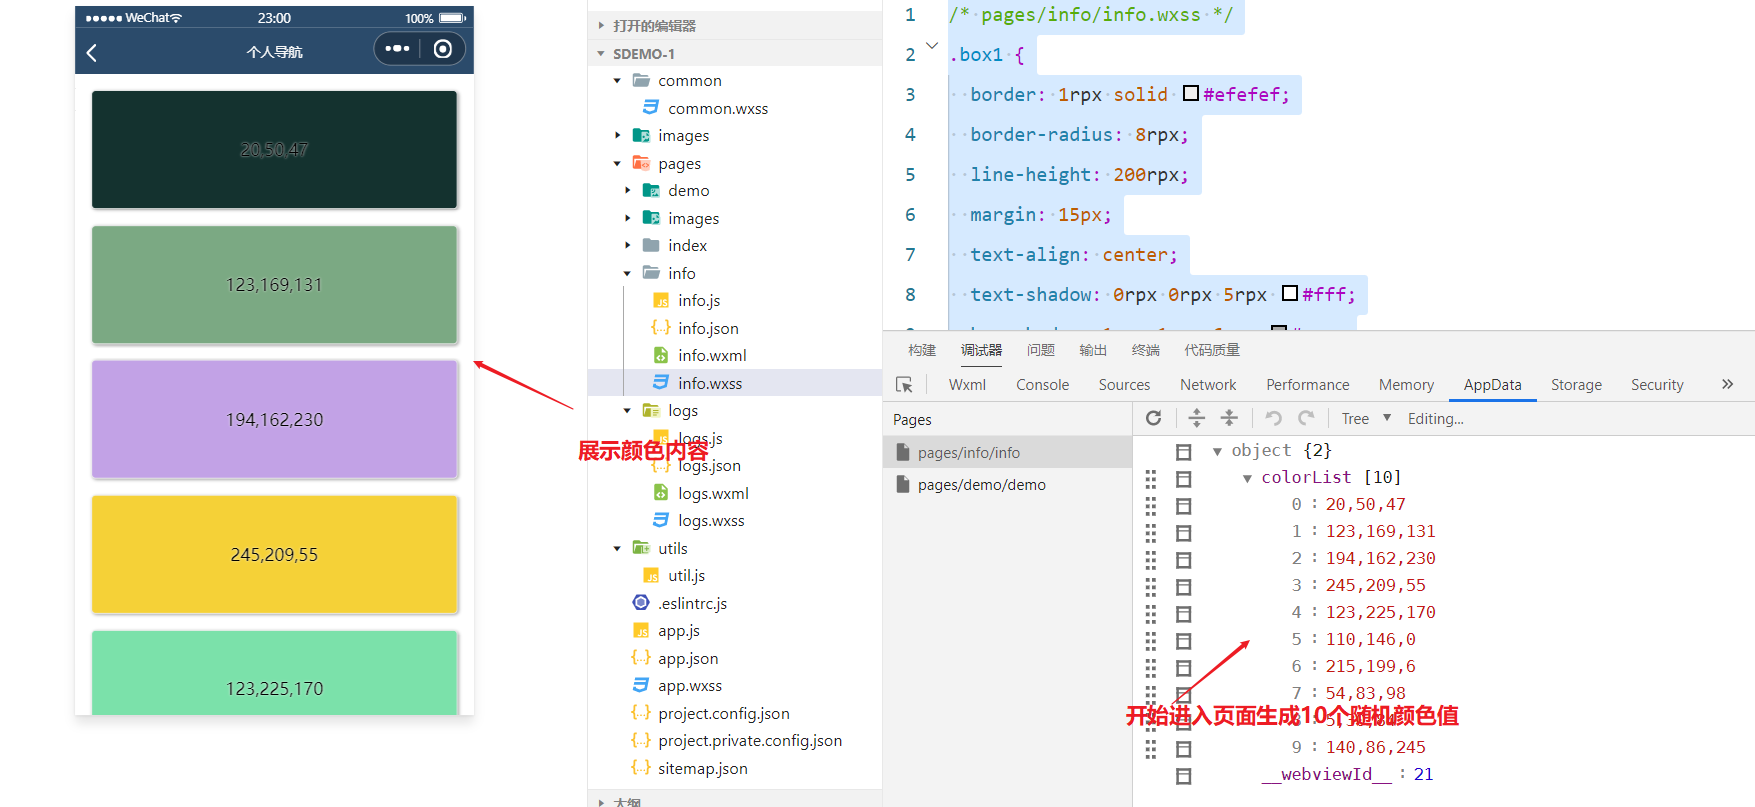 ●●●●● WeChat
23:00
100%
个人导航
20,50,47
123,169,131
194,162,230
245,209,55
123,225,170
展示颜色内容
打开的编辑器
SDEMO-1
common
common.wxss
images
pages
demo
images
index
info
info.js
info.json
info.wxml
info.wxss
logs
logs.js
logs.json
logs.wxml
logs.wxss
utils
util.js
.eslintrc.js
app.js
app.json
app.wxss
project.config.json
project.private.config.json
sitemap.json
大纲
1 /* pages/info/info.wxss */
2 .box1 {
3 border: 1rpx solid #efefef;
4 border-radius: 8rpx;
5 line-height: 200rpx;
6 margin: 15px;
7 text-align: center;
8 text-shadow: 0rpx 0rpx 5rpx #fff;
构建 调试器 问题 输出 终端 代码质量
Wxml Console Sources Network Performance Memory AppData Storage Security »
Pages
Tree ▼ Editing...
pages/info/info
pages/demo/demo
▼ object {2}
▼ colorList [10]
0 : 20,50,47
1 : 123,169,131
2 : 194,162,230
3 : 245,209,55
4 : 123,225,170
5 : 110,146,0
6 : 215,199,6
7 : 54,83,98
开始进入页面生成10个随机颜色值
9 : 140,86,245
__webviewId__ : 21